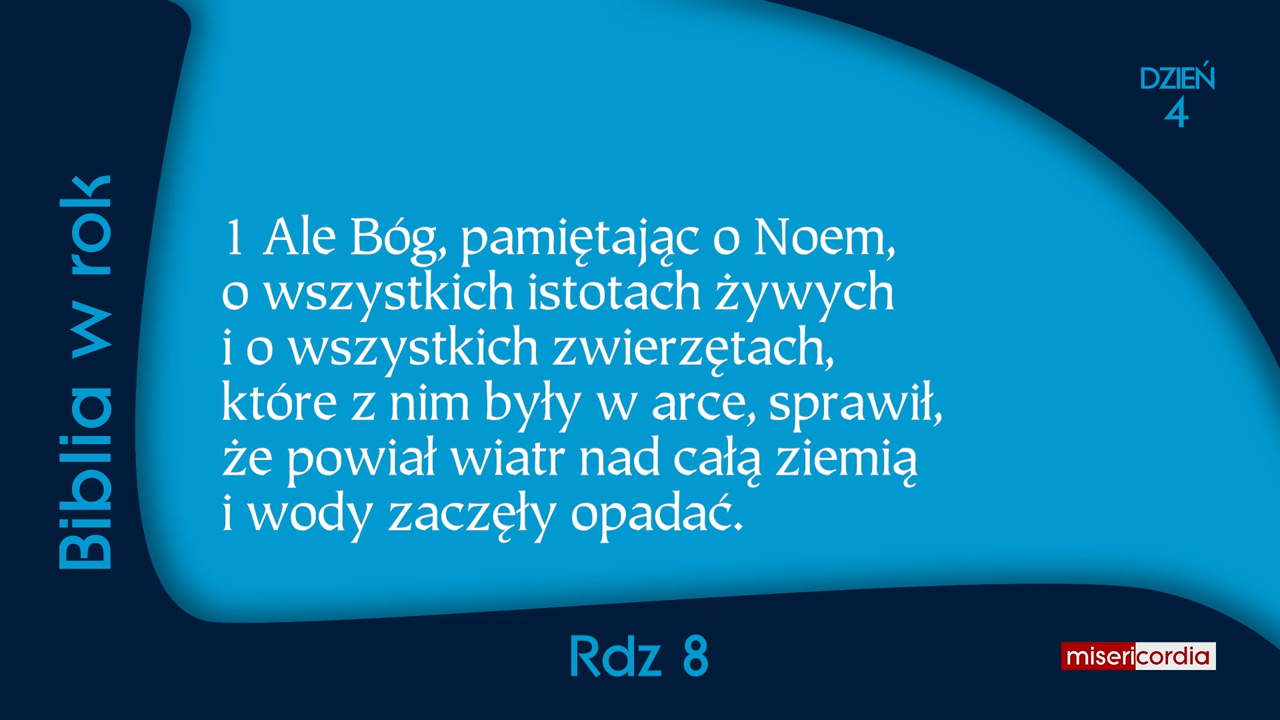 DZIEŃ
4
Biblia w rok
1 Ale Bóg, pamiętając o Noem,
o wszystkich istotach żywych
i o wszystkich zwierzętach,
które z nim były w arce, sprawił,
że powiał wiatr nad całą ziemią
i wody zaczęły opadać.
Rdz 8
misericordia